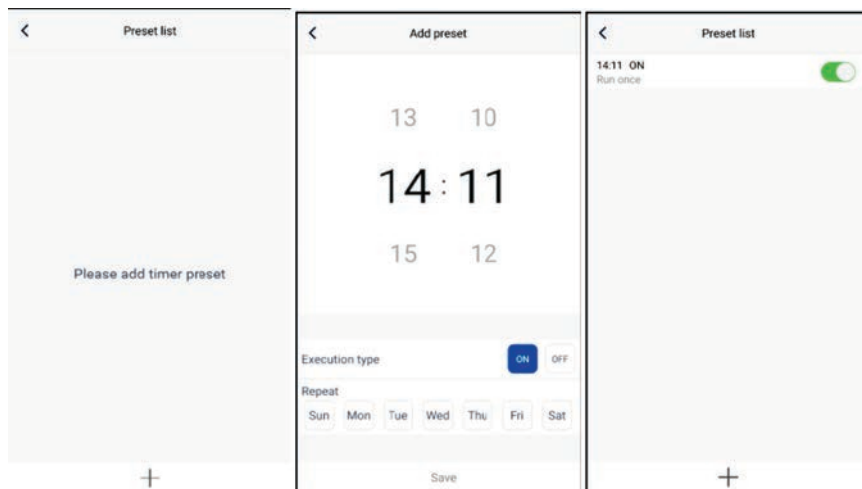 Preset list
Please add timer preset
+
Add preset
13 10
14 : 11
15 12
Execution type ON OFF
Repeat
Sun Mon Tue Wed Thu Fri Sat
Save
Preset list
14:11 ON
Run once
+